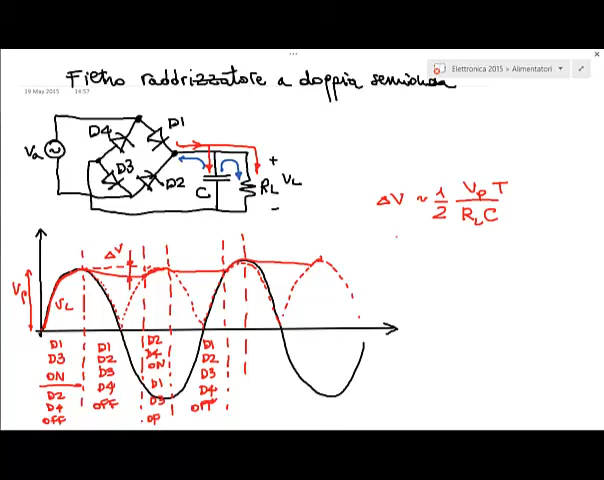 Elettronica 2015 » Alimentatori
Filtro raddrizzatore a doppia semionda
19 May 2015 16:57
D4 D1
Va
D3 D2
C
RL
+
VL
-
ΔV ~ 1/2 VpT/RLC
ΔV
Vp
VL
D1
D3
ON
D2
D4
OFF
D1
D2
D3
D4
OFF
D2
D4
ON
D1
D3
D1
D2
D3
D4
OFF